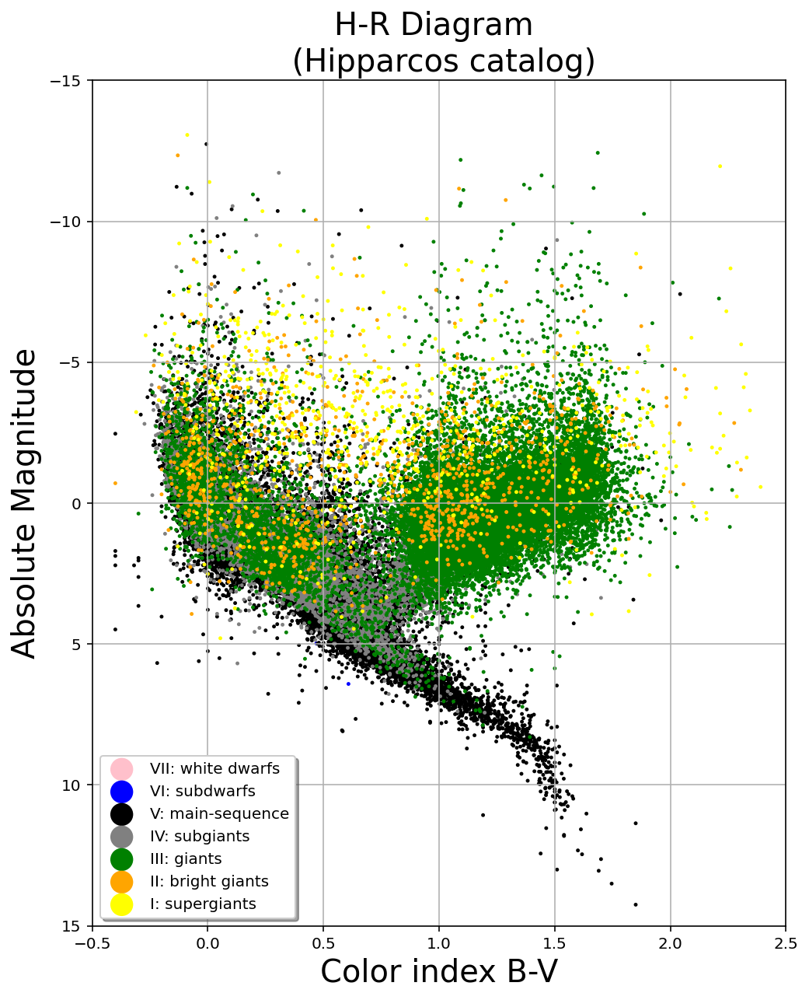 H-R Diagram
(Hipparcos catalog)
Absolute Magnitude
−15
−10
−5
0
5
10
15
VII: white dwarfs
VI: subdwarfs
V: main-sequence
IV: subgiants
III: giants
II: bright giants
I: supergiants
−0.5 0.0 0.5 1.0 1.5 2.0 2.5
Color index B-V